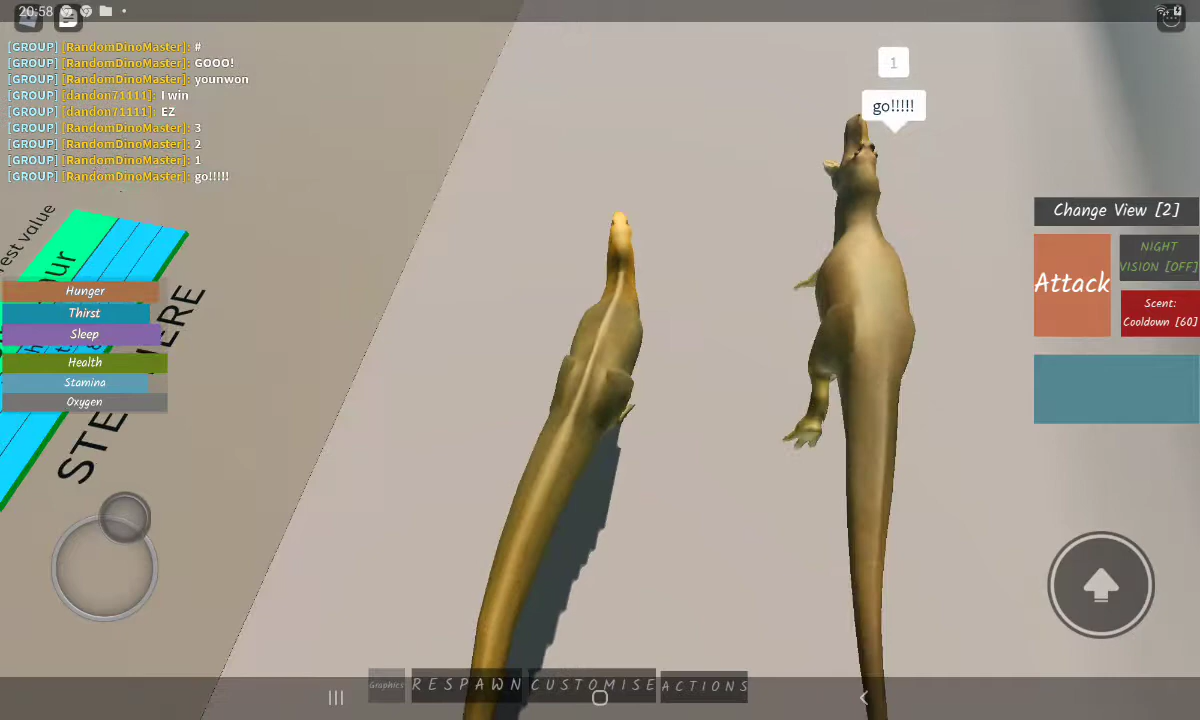 20:58
[GROUP] [RandomDinoMaster]: #
[GROUP] [RandomDinoMaster]: GOOO!
[GROUP] [RandomDinoMaster]: younwon
[GROUP] [dandon71111]: I win
[GROUP] [dandon71111]: EZ
[GROUP] [RandomDinoMaster]: 3
[GROUP] [RandomDinoMaster]: 2
[GROUP] [RandomDinoMaster]: 1
[GROUP] [RandomDinoMaster]: go!!!!!
1
go!!!!!
Change View [2]
Attack
NIGHT
VISION [OFF]
Scent:
Cooldown [60]
Hunger
Thirst
Sleep
Health
Stamina
Oxygen
Graphics
RESPAWN
CUSTOMISE
ACTIONS